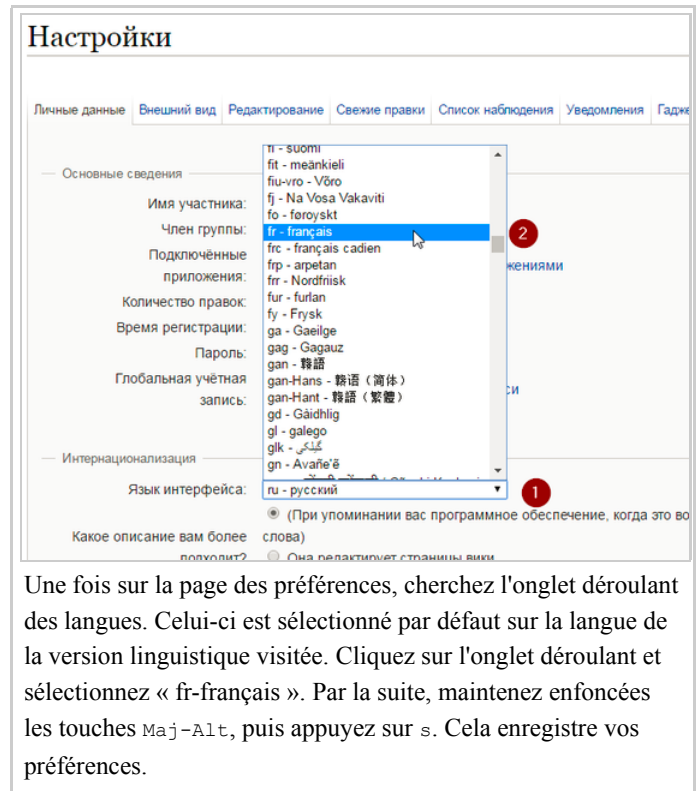 Настройки
Личные данные Внешний вид Редактирование Свежие правки Список наблюдения Уведомления Гадже
Основные сведения
Имя участника:
Член группы:
Подключённые
приложения:
жениями
Количество правок:
Время регистрации:
Пароль:
Глобальная учётная
запись:
си
fi - suomi
fit - meänkieli
fiu-vro - Võro
fj - Na Vosa Vakaviti
fo - føroyskt
fr - français
2
frc - français cadien
frp - arpetan
frr - Nordfriisk
fur - furlan
fy - Frysk
ga - Gaeilge
gag - Gagauz
gan - 贛語
gan-Hans - 赣语（简体）
gan-Hant - 贛語（繁體）
gd - Gàidhlig
gl - galego
glk - گیلکی
gn - Avañe'ẽ
Интернационализация
Язык интерфейса:
ru - русский
1
(При упоминании вас программное обеспечение, когда это во
Какое описание вам более
слова)
подходит?
Она редактирует страницы вики
Une fois sur la page des préférences, cherchez l'onglet déroulant
des langues. Celui-ci est sélectionné par défaut sur la langue de
la version linguistique visitée. Cliquez sur l'onglet déroulant et
sélectionnez « fr-français ». Par la suite, maintenez enfoncées
les touches Maj-Alt, puis appuyez sur s. Cela enregistre vos
préférences.